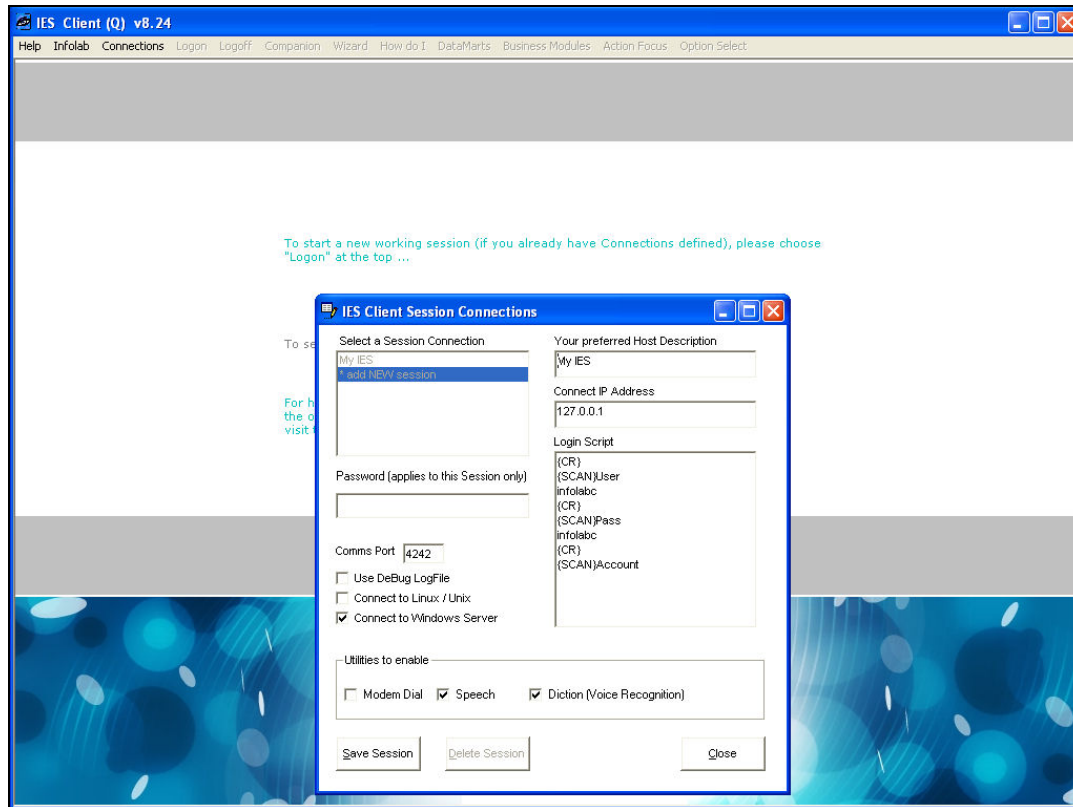 IES Client (Q) v8.24
Help Infolab Connections Logon Logoff Companion Wizard How do I DataMarts Business Modules Action Focus Option Select
To start a new working session (if you already have Connections defined), please choose
"Logon" at the top ...
To se
For h
the o
visit t
IES Client Session Connections
Select a Session Connection
My IES
* add NEW session
Password (applies to this Session only)
Comms Port 4242
Use DeBug LogFile
Connect to Linux / Unix
Connect to Windows Server
Your preferred Host Description
My IES
Connect IP Address
127.0.0.1
Login Script
{CR}
{SCAN}User
infolabc
{CR}
{SCAN}Pass
infolabc
{CR}
{SCAN}Account
Utilities to enable
Modem Dial Speech Diction (Voice Recognition)
Save Session Delete Session Close